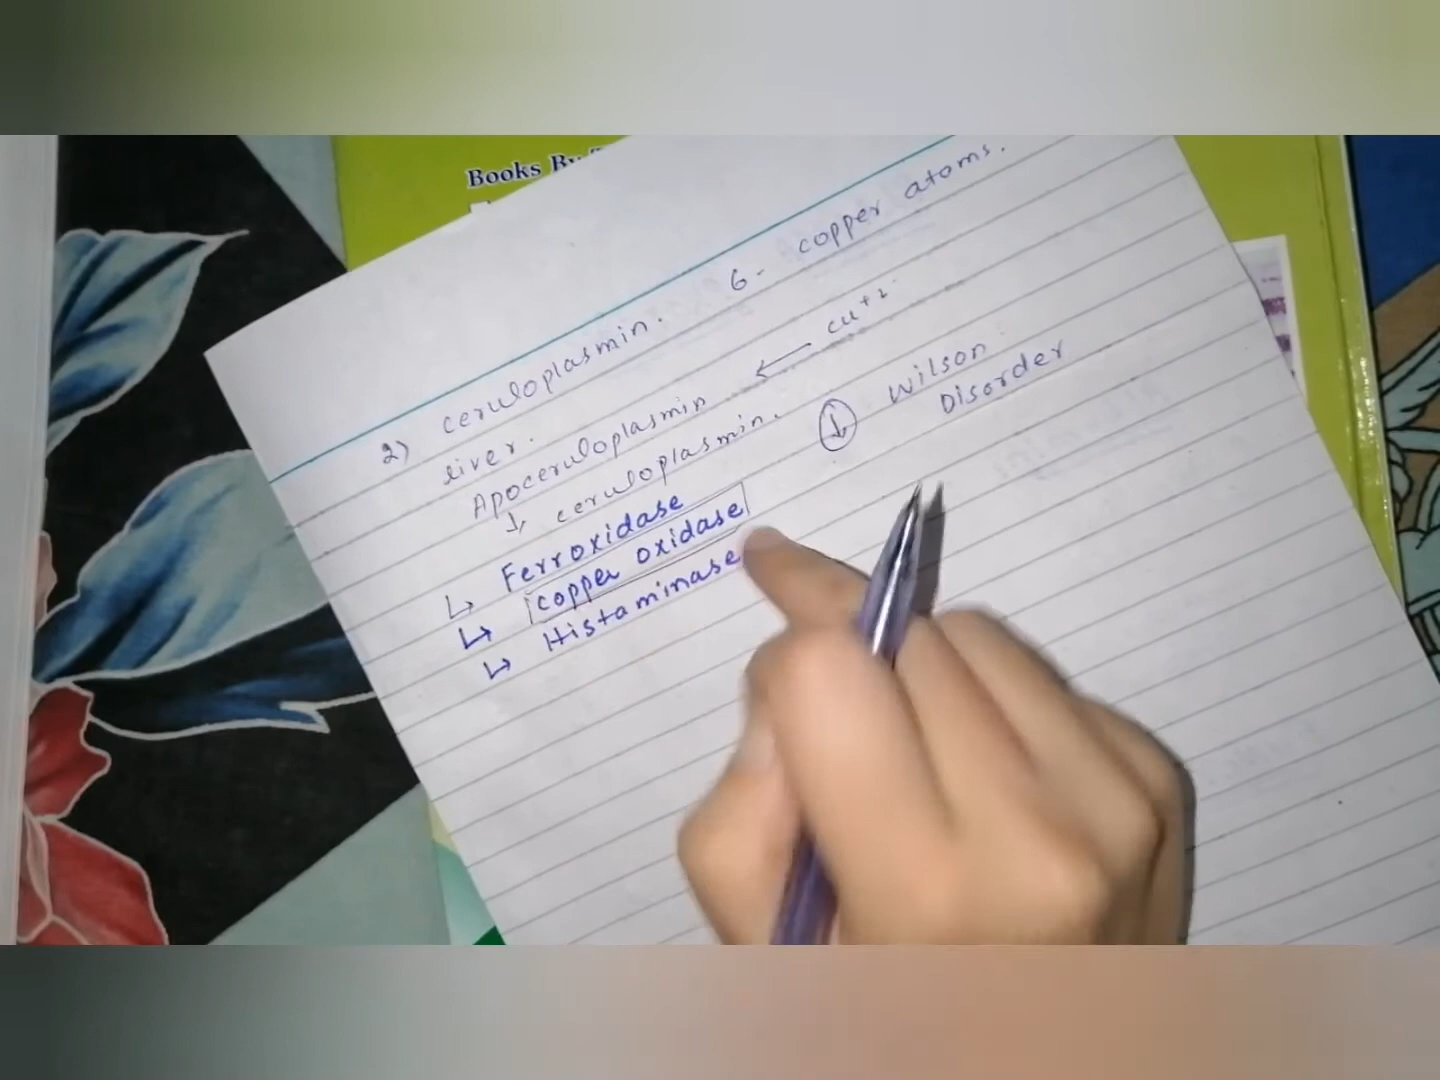 Books By
2) ceruloplasmin. 6- copper atoms.
liver.
Apoceruloplasmin ← Cu+2
↓ ceruloplasmin. ↓ Wilson
Disorder
↳ Ferroxidase
↳ copper oxidase
↳ Histaminase